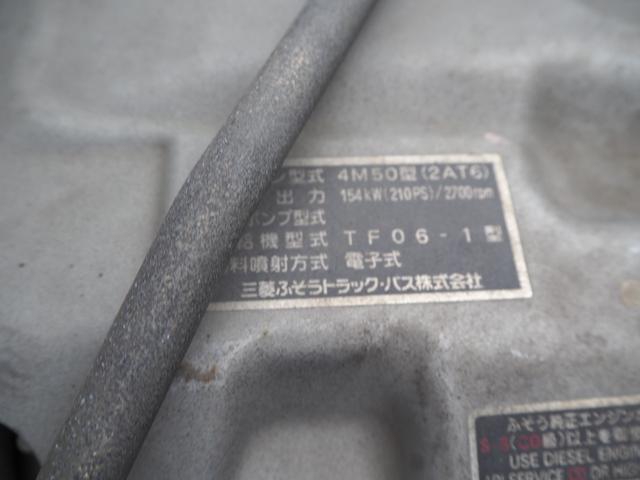 ン型式 4M50型(2AT6)
出力 154kW(210PS)/2700rpm
ポンプ型式
機型式 TF06-1型
料噴射方式 電子式
三菱ふそうトラック・バス株式会社
ふそう純正エンジン
USE DIESEL ENGIN
API SERVICE